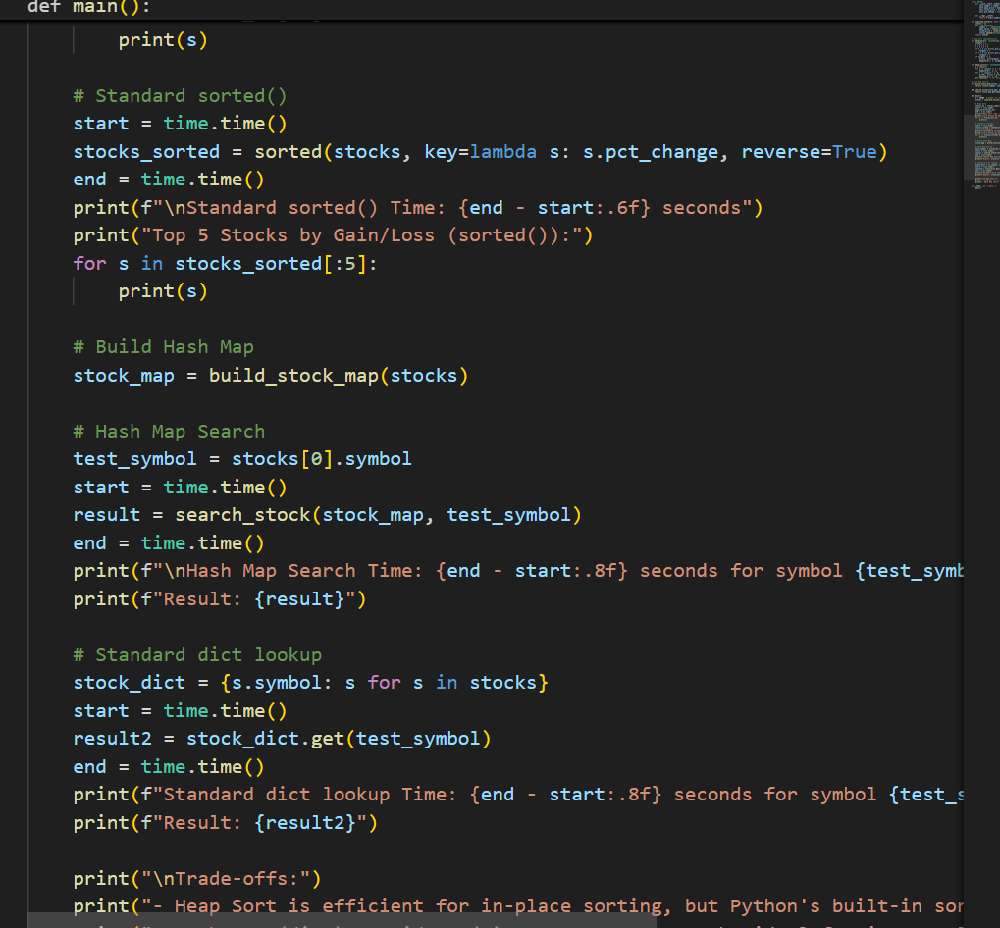 def main():
print(s)
# Standard sorted()
start = time.time()
stocks_sorted = sorted(stocks, key=lambda s: s.pct_change, reverse=True)
end = time.time()
print(f"\nStandard sorted() Time: {end - start:.6f} seconds")
print("Top 5 Stocks by Gain/Loss (sorted()):")
for s in stocks_sorted[:5]:
print(s)
# Build Hash Map
stock_map = build_stock_map(stocks)
# Hash Map Search
test_symbol = stocks[0].symbol
start = time.time()
result = search_stock(stock_map, test_symbol)
end = time.time()
print(f"\nHash Map Search Time: {end - start:.8f} seconds for symbol {test_symb
print(f"Result: {result}")
# Standard dict lookup
stock_dict = {s.symbol: s for s in stocks}
start = time.time()
result2 = stock_dict.get(test_symbol)
end = time.time()
print(f"Standard dict lookup Time: {end - start:.8f} seconds for symbol {test_s
print(f"Result: {result2}")
print("\nTrade-offs:")
print("- Heap Sort is efficient for in-place sorting, but Python's built-in sor